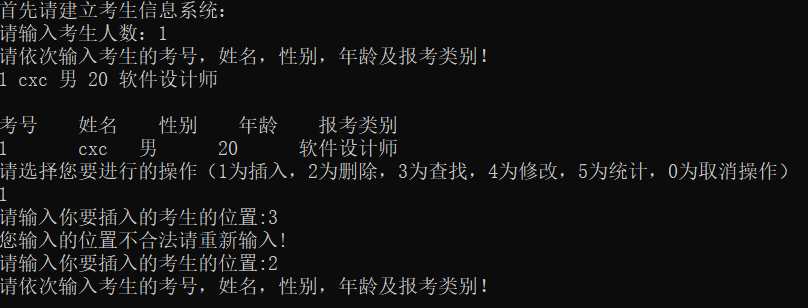 首先请建立考生信息系统:
请输入考生人数: 1
请依次输入考生的考号，姓名，性别，年龄及报考类别！
1 cxc 男 20 软件设计师
考号 姓名 性别 年龄 报考类别
1 cxc 男 20 软件设计师
请选择您要进行的操作（1为插入，2为删除，3为查找，4为修改，5为统计，0为取消操作）
1
请输入你要插入的考生的位置:3
您输入的位置不合法请重新输入!
请输入你要插入的考生的位置:2
请依次输入考生的考号，姓名，性别，年龄及报考类别！